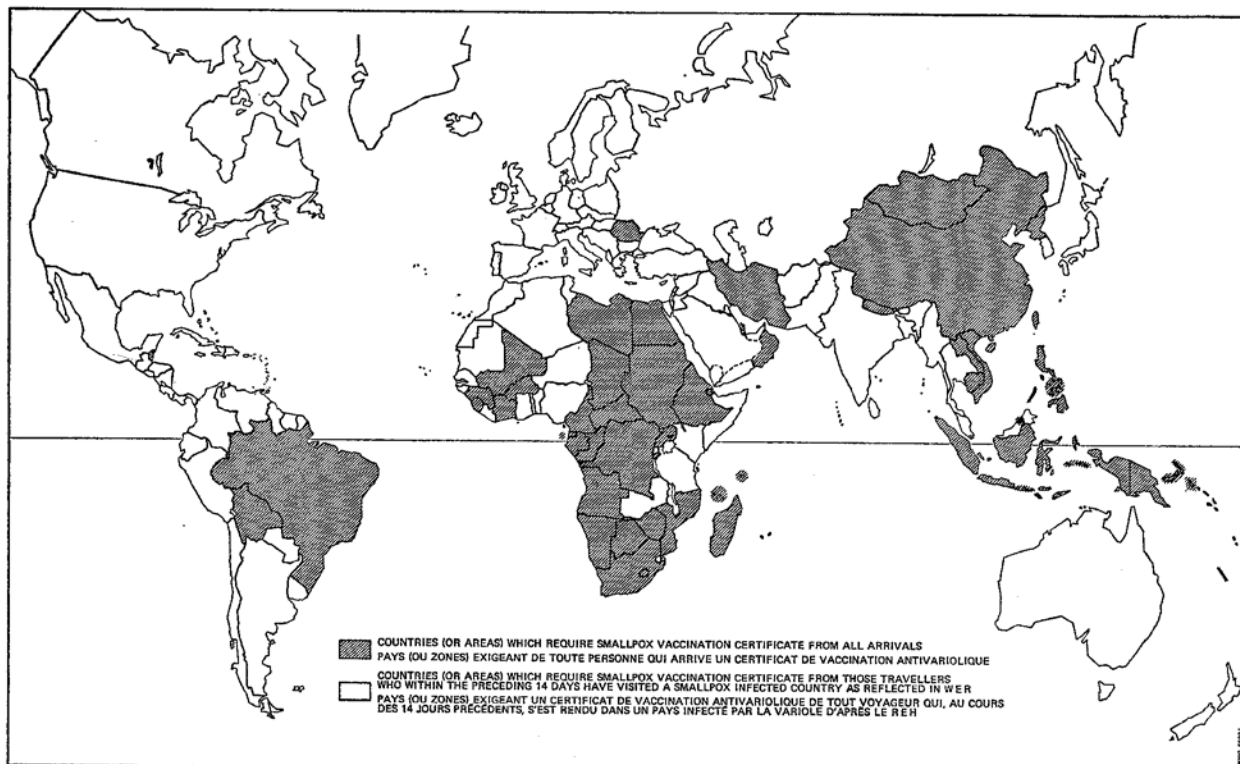 COUNTRIES (OR AREAS) WHICH REQUIRE SMALLPOX VACCINATION CERTIFICATE FROM ALL ARRIVALS
PAYS (OU ZONES) EXIGEANT DE TOUTE PERSONNE QUI ARRIVE UN CERTIFICAT DE VACCINATION ANTIVARIOLIQUE
COUNTRIES (OR AREAS) WHICH REQUIRE SMALLPOX VACCINATION CERTIFICATE FROM THOSE TRAVELLERS
WHO WITHIN THE PRECEDING 14 DAYS HAVE VISITED A SMALLPOX INFECTED COUNTRY AS REFLECTED IN WER
PAYS (OU ZONES) EXIGEANT UN CERTIFICAT DE VACCINATION ANTIVARIOLIQUE DE TOUT VOYAGEUR QUI, AU COURS
DES 14 JOURS PRÉCÉDENTS, S'EST RENDU DANS UN PAYS INFECTÉ PAR LA VARIOLE D'APRÈS LE REH